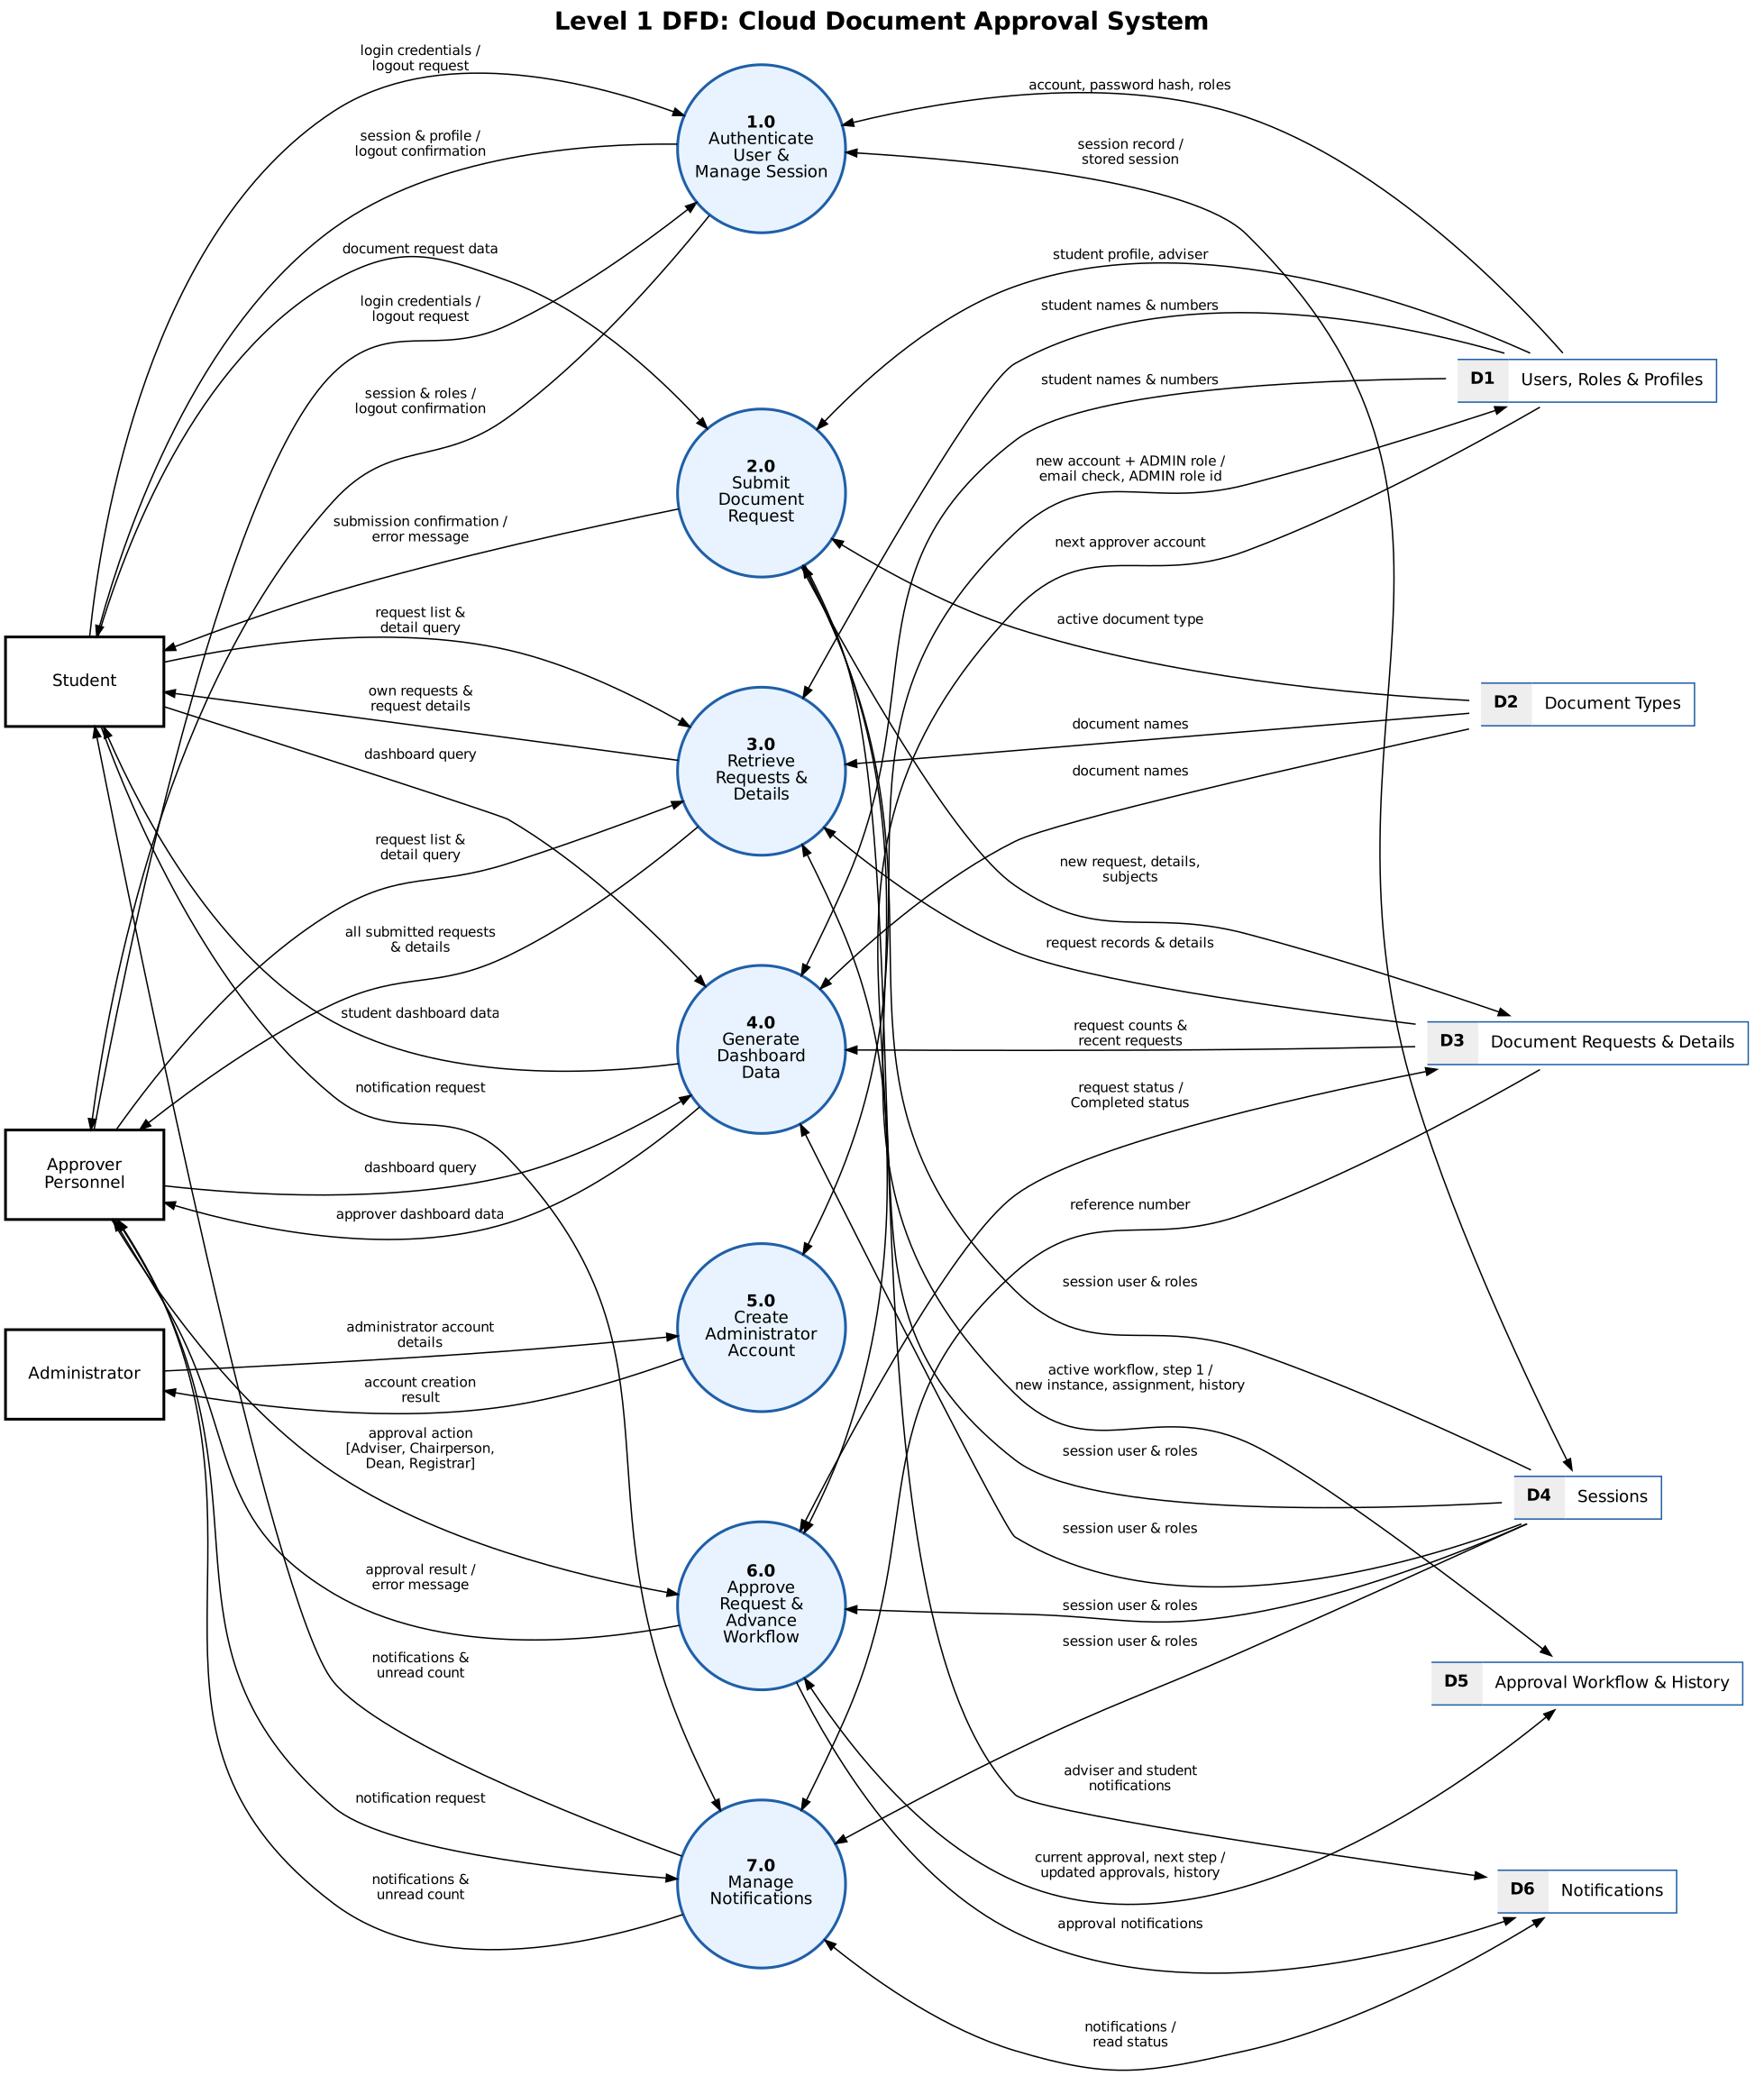 Level 1 DFD: Cloud Document Approval System
login credentials /
logout request
account, password hash, roles
1.0
Authenticate
User &
Manage Session
session & profile /
logout confirmation
session record /
stored session
document request data
student profile, adviser
login credentials /
logout request
student names & numbers
student names & numbers
D1
Users, Roles & Profiles
session & roles /
logout confirmation
new account + ADMIN role /
email check, ADMIN role id
2.0
Submit
Document
Request
submission confirmation /
error message
next approver account
request list &
detail query
active document type
Student
own requests &
request details
D2
Document Types
document names
dashboard query
3.0
Retrieve
Requests &
Details
document names
request list &
detail query
new request, details,
subjects
all submitted requests
& details
request records & details
student dashboard data
4.0
Generate
Dashboard
Data
request counts &
recent requests
D3
Document Requests & Details
notification request
request status /
Completed status
Approver
Personnel
dashboard query
approver dashboard data
reference number
session user & roles
5.0
Create
Administrator
Account
administrator account
details
Administrator
account creation
result
active workflow, step 1 /
new instance, assignment, history
approval action
[Adviser, Chairperson,
Dean, Registrar]
session user & roles
D4
Sessions
session user & roles
approval result /
error message
6.0
Approve
Request &
Advance
Workflow
session user & roles
session user & roles
notifications &
unread count
D5
Approval Workflow & History
adviser and student
notifications
notification request
7.0
Manage
Notifications
current approval, next step /
updated approvals, history
notifications &
unread count
D6
Notifications
approval notifications
notifications /
read status